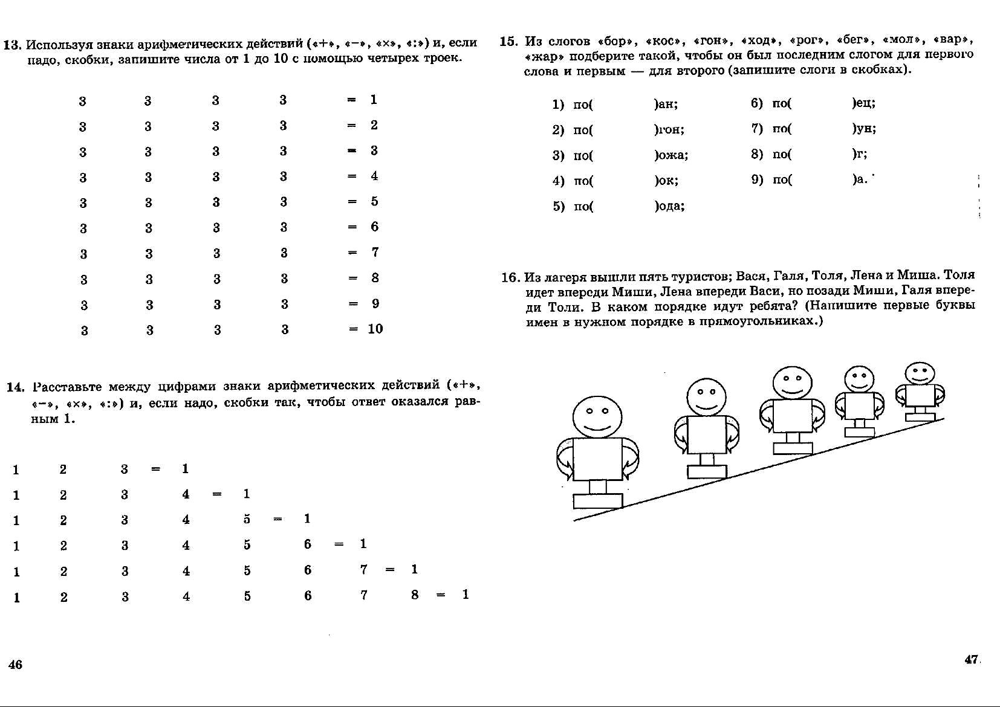 13. Используя знаки арифметических действий («+», «−», «×», «:») и, если
надо, скобки, запишите числа от 1 до 10 с помощью четырех троек.
3 3 3 3 = 1
3 3 3 3 = 2
3 3 3 3 = 3
3 3 3 3 = 4
3 3 3 3 = 5
3 3 3 3 = 6
3 3 3 3 = 7
3 3 3 3 = 8
3 3 3 3 = 9
3 3 3 3 = 10
14. Расставьте между цифрами знаки арифметических действий («+»,
«−», «×», «:») и, если надо, скобки так, чтобы ответ оказался рав-
ным 1.
1 2 3 = 1
1 2 3 4 = 1
1 2 3 4 5 = 1
1 2 3 4 5 6 = 1
1 2 3 4 5 6 7 = 1
1 2 3 4 5 6 7 8 = 1
46
15. Из слогов «бор», «кос», «гон», «ход», «рог», «бег», «мол», «вар»,
«жар» подберите такой, чтобы он был последним слогом для первого
слова и первым — для второго (запишите слоги в скобках).
1) по( )ан; 6) по( )ец;
2) по( )гон; 7) по( )ун;
3) по( )ожа; 8) по( )г;
4) по( )ок; 9) по( )а.
5) по( )ода;
16. Из лагеря вышли пять туристов; Вася, Галя, Толя, Лена и Миша. Толя
идет впереди Миши, Лена впереди Васи, но позади Миши, Галя впере-
ди Толи. В каком порядке идут ребята? (Напишите первые буквы
имен в нужном порядке в прямоугольниках.)
47